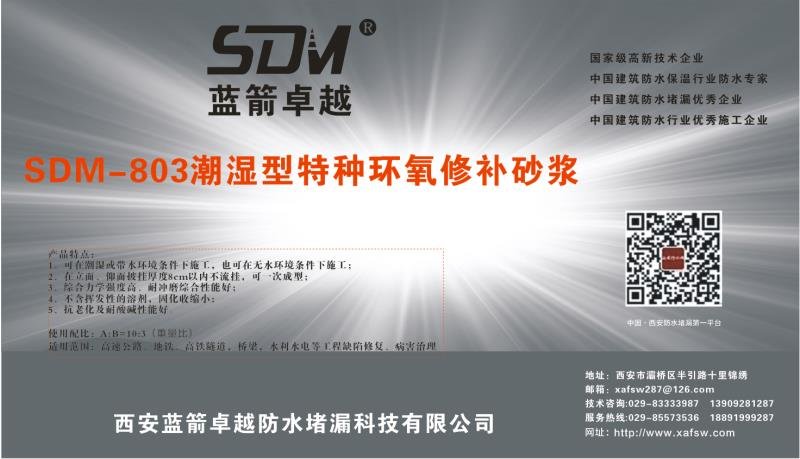 SDM®
蓝箭卓越
国家级高新技术企业
中国建筑防水保温行业防水专家
中国建筑防水堵漏优秀企业
中国建筑防水行业优秀施工企业
SDM-803潮湿型特种环氧修补砂浆
产品特点：
1、可在潮湿或带水环境条件下施工，也可在无水环境条件下施工；
2、在立面、仰面披挂厚度8cm以内不流挂，可一次成型；
3、综合力学强度高、耐冲磨综合性能好；
4、不含挥发性的溶剂，固化收缩小；
5、抗老化及耐酸碱性能好。
使用配比：A:B=10:3（重量比）
适用范围：高速公路、地铁、高铁隧道，桥梁，水利水电等工程缺陷修复、病害治理
中国·西安防水堵漏第一平台
西安蓝箭卓越防水堵漏科技有限公司
地址：西安市灞桥区半引路十里锦绣
邮箱：xafsw287@126.com
技术咨询:029-83333987 13909281287
服务热线:029-85573536 18891999287
网址：http://www.xafsw.com